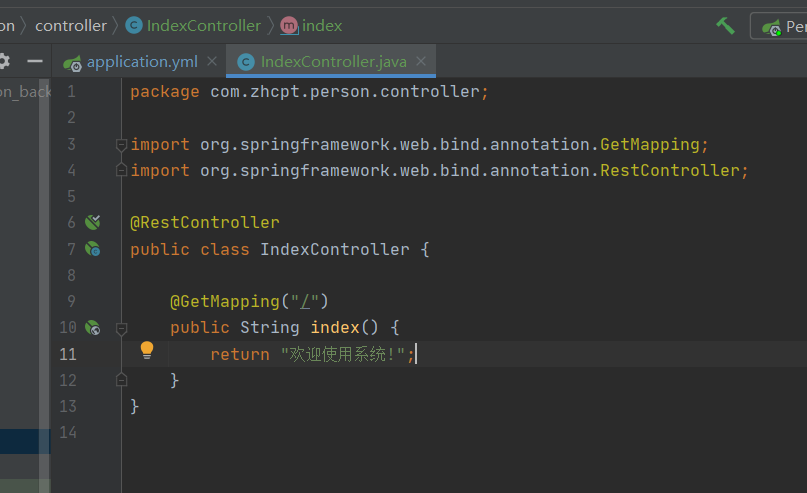 on controller IndexController index Per
application.yml IndexController.java
on_back
1 package com.zhcpt.person.controller;
2
3 import org.springframework.web.bind.annotation.GetMapping;
4 import org.springframework.web.bind.annotation.RestController;
5
6 @RestController
7 public class IndexController {
8
9 @GetMapping("/")
10 public String index() {
11 return "欢迎使用系统!";
12 }
13 }
14